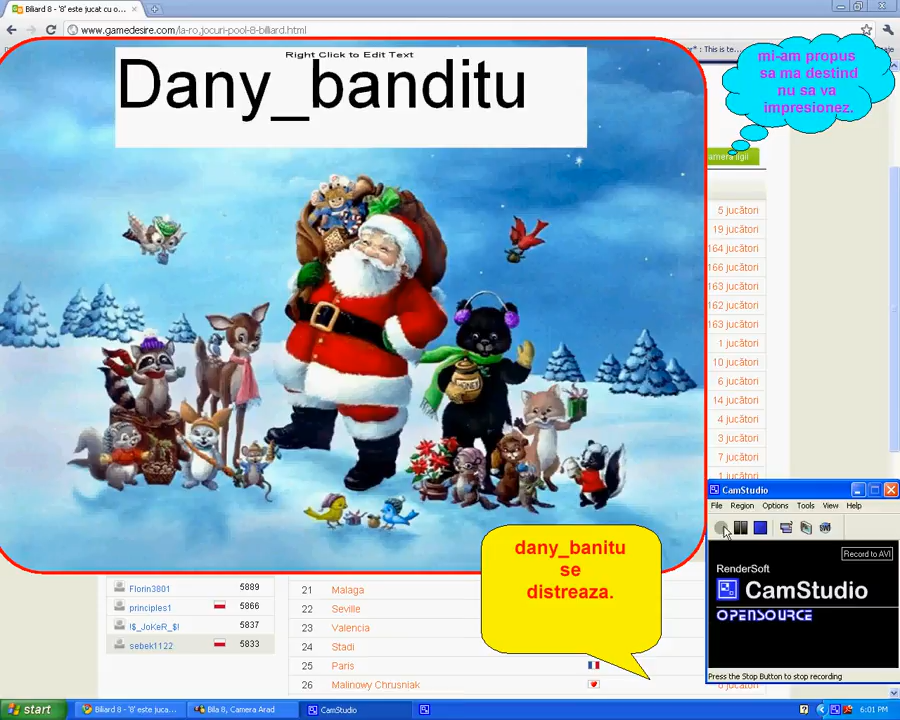 Biliard 8 - '8' este jucat cu o...
www.gamedesire.com/la-ro,jocuri-pool-8-billiard.html
Right Click to Edit Text
Dany_banditu
mi-am propus
sa ma destind
nu sa va
impresionez.
5 jucători
19 jucători
164 jucători
166 jucători
163 jucători
162 jucători
163 jucători
1 jucători
10 jucători
6 jucători
14 jucători
4 jucători
3 jucători
7 jucători
HONEY
CamStudio
File Region Options Tools View Help
Record to AVI
RenderSoft
CamStudio
OPENSOURCE
Press the Stop Button to stop recording
dany_banitu
se
distreaza.
Florin3801 5889
principles1 5866
!$_JoKeR_$! 5837
sebek1122 5833
21 Malaga
22 Seville
23 Valencia
24 Stadi
25 Paris
26 Malinowy Chrusniak
start
Biliard 8 - '8' este juca...
Bila 8, Camera Arad
CamStudio
6:01 PM